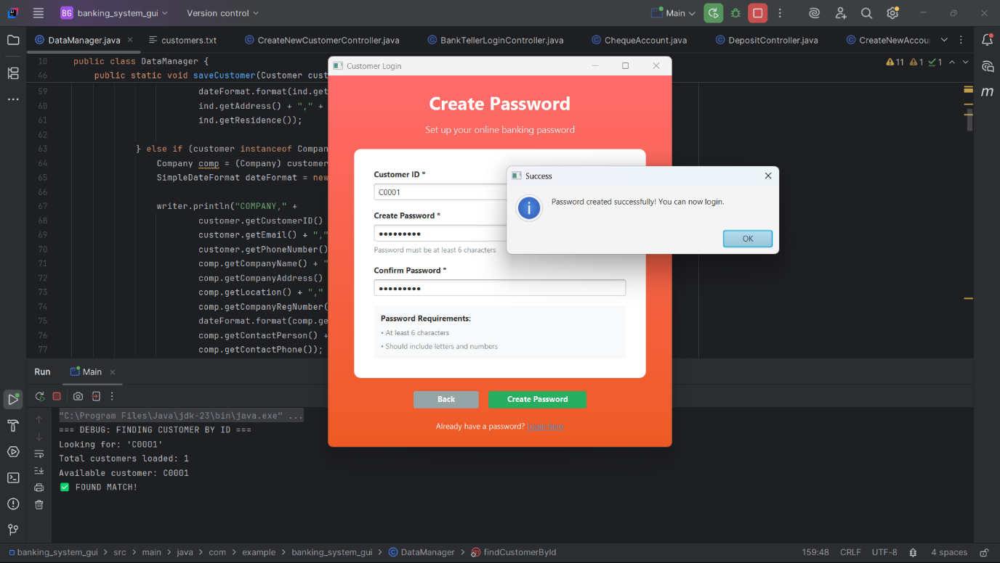 BG banking_system_gui Version control Main
DataManager.java customers.txt CreateNewCustomerController.java BankTellerLoginController.java ChequeAccount.java DepositController.java CreateNewAccou
10 public class DataManager {
46 public static void saveCustomer(Customer cust
11 1 1
59 dateFormat.format(ind.get
60 ind.getAddress() + "," +
61 ind.getResidence());
62
63 } else if (customer instanceof Compan
64 Company comp = (Company) customer
65 SimpleDateFormat dateFormat = new
66
67 writer.println("COMPANY," +
68 customer.getCustomerID()
69 customer.getEmail() + ","
70 customer.getPhoneNumber()
71 comp.getCompanyName() + "
72 comp.getCompanyAddress()
73 comp.getLocation() + ","
74 comp.getCompanyRegNumber(
75 dateFormat.format(comp.ge
76 comp.getContactPerson() +
77 comp.getContactPhone());
Customer Login
Create Password
Set up your online banking password
Customer ID *
C0001
Create Password *
•••••••••
Password must be at least 6 characters
Confirm Password *
•••••••••
Password Requirements:
• At least 6 characters
• Should include letters and numbers
Back Create Password
Already have a password? Login here
Success
Password created successfully! You can now login.
OK
Run Main
"C:\Program Files\Java\jdk-23\bin\java.exe" ...
=== DEBUG: FINDING CUSTOMER BY ID ===
Looking for: 'C0001'
Total customers loaded: 1
Available customer: C0001
✅ FOUND MATCH!
banking_system_gui > src > main > java > com > example > banking_system_gui > DataManager > findCustomerById 159:48 CRLF UTF-8 4 spaces